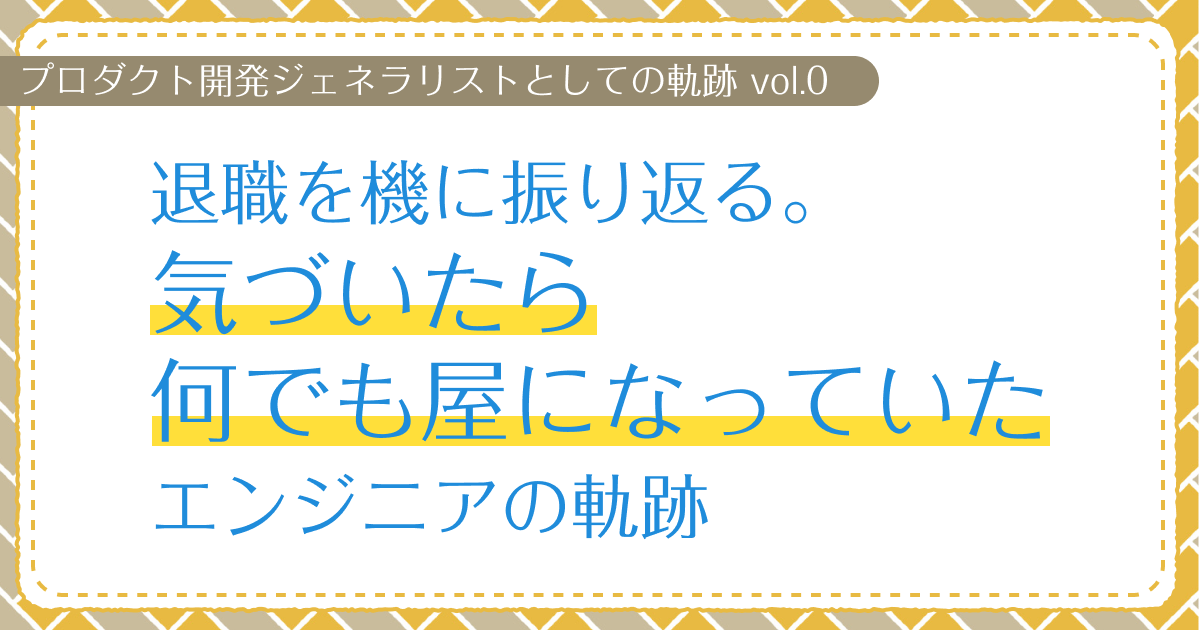 プロダクト開発ジェネラリストとしての軌跡 vol.0
退職を機に振り返る。
気づいたら
何でも屋になっていた
エンジニアの軌跡